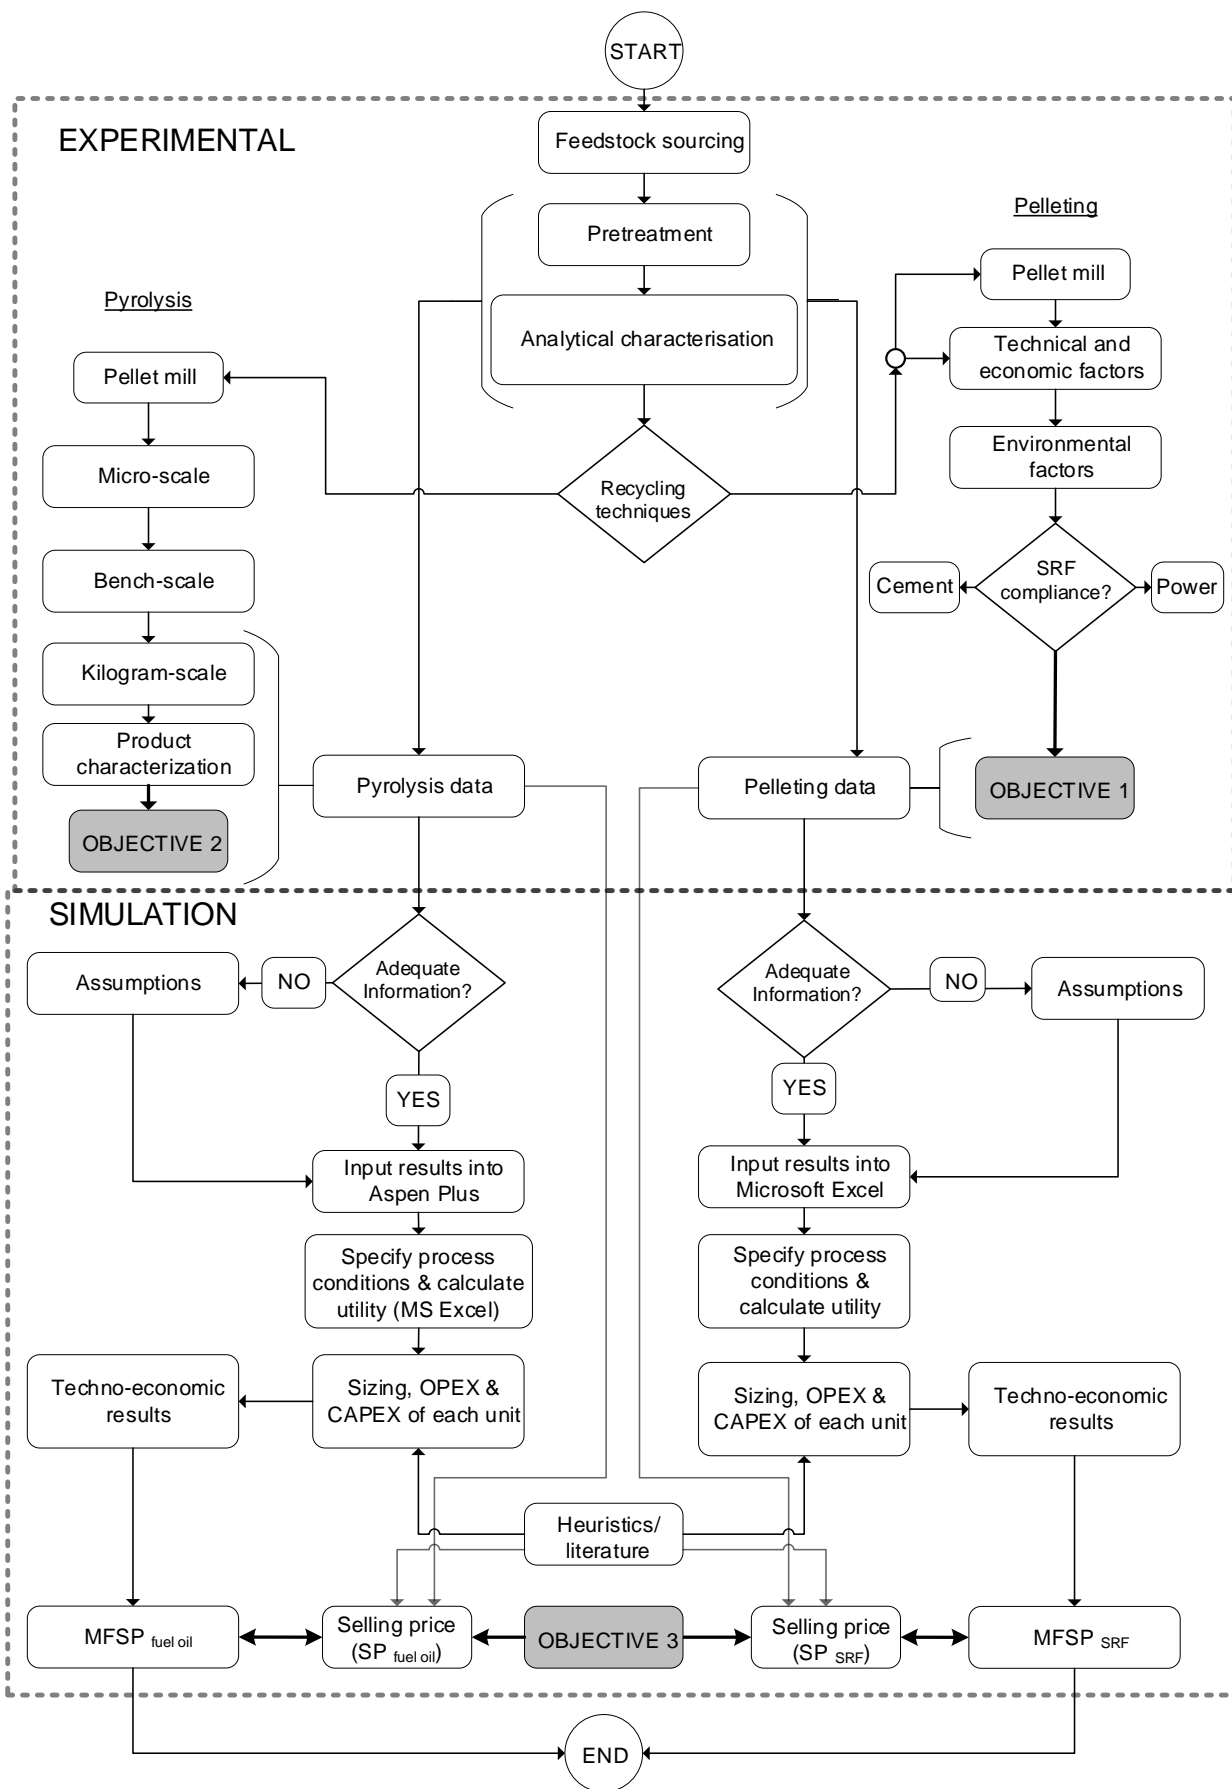 START
EXPERIMENTAL
Feedstock sourcing
Pretreatment
Analytical characterisation
Recycling
techniques
Pyrolysis
Pellet mill
Micro-scale
Bench-scale
Kilogram-scale
Product
characterization
OBJECTIVE 2
Pelleting
Pellet mill
Technical and
economic factors
Environmental
factors
SRF
compliance?
Cement
Power
OBJECTIVE 1
Pyrolysis data
Pelleting data
SIMULATION
Adequate
Information?
NO
Assumptions
YES
Input results into
Aspen Plus
Specify process
conditions & calculate
utility (MS Excel)
Sizing, OPEX &
CAPEX of each unit
Techno-economic
results
Adequate
Information?
NO
Assumptions
YES
Input results into
Microsoft Excel
Specify process
conditions &
calculate utility
Sizing, OPEX &
CAPEX of each unit
Techno-economic
results
Heuristics/
literature
MFSP fuel oil
Selling price
(SP fuel oil)
OBJECTIVE 3
Selling price
(SP SRF)
MFSP SRF
END